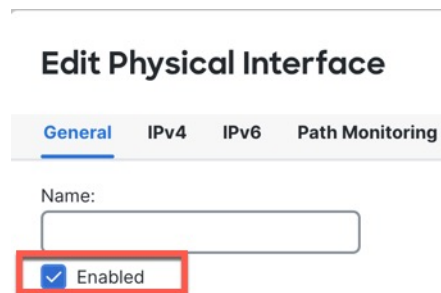 Edit Physical Interface
General IPv4 IPv6 Path Monitoring
Name:
Enabled